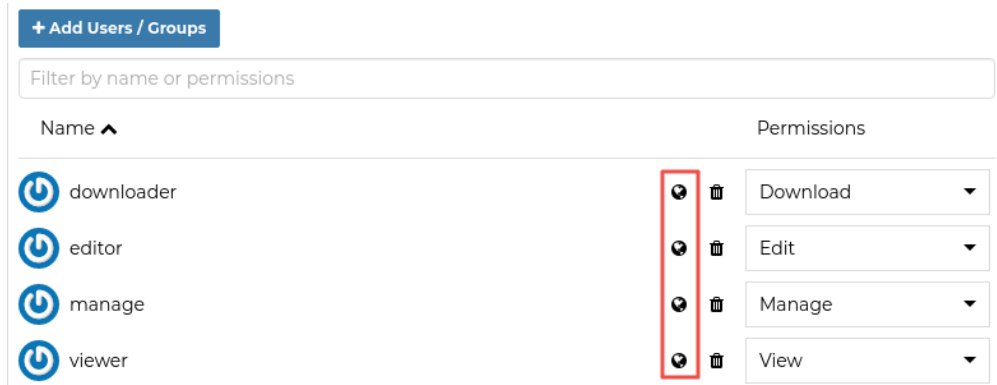 + Add Users / Groups
Filter by name or permissions
Name Permissions
downloader Download
editor Edit
manage Manage
viewer View